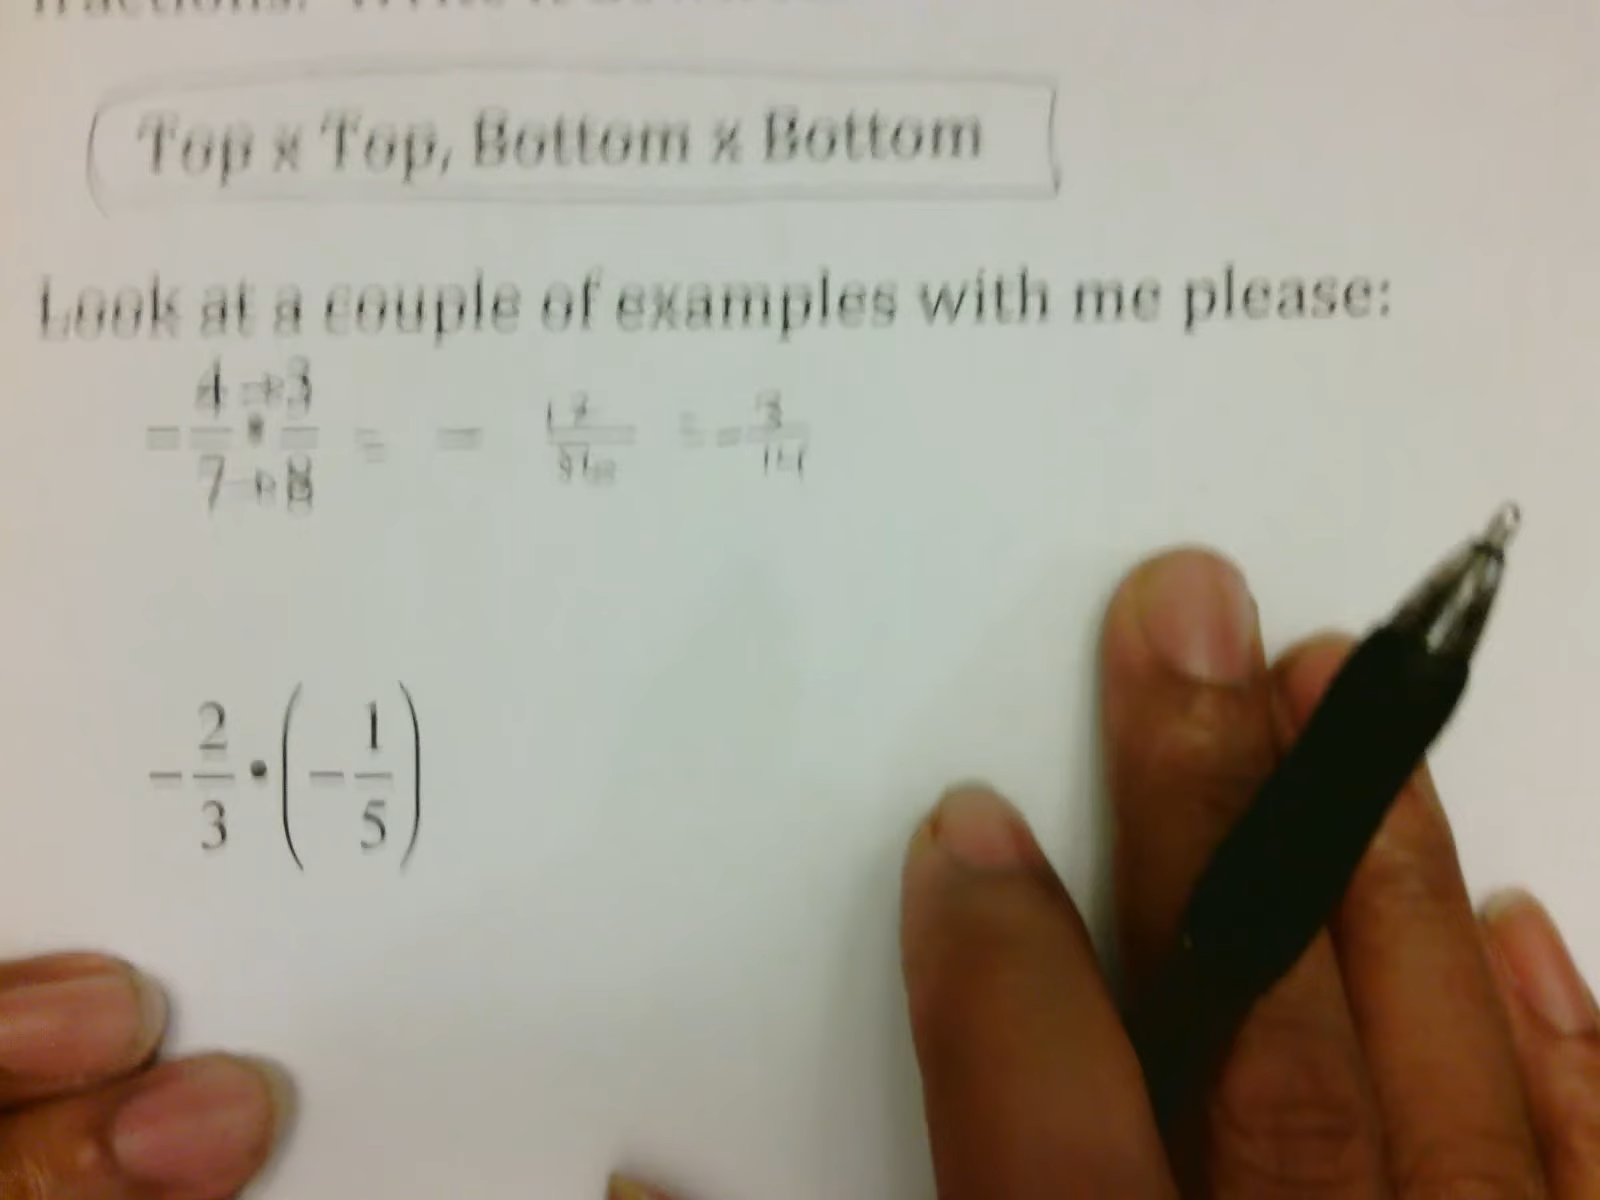 Top x Top, Bottom x Bottom
Look at a couple of examples with me please:
-4/7 • 3/8 = - 12/56 = -3/14
-2/3 • (-1/5)